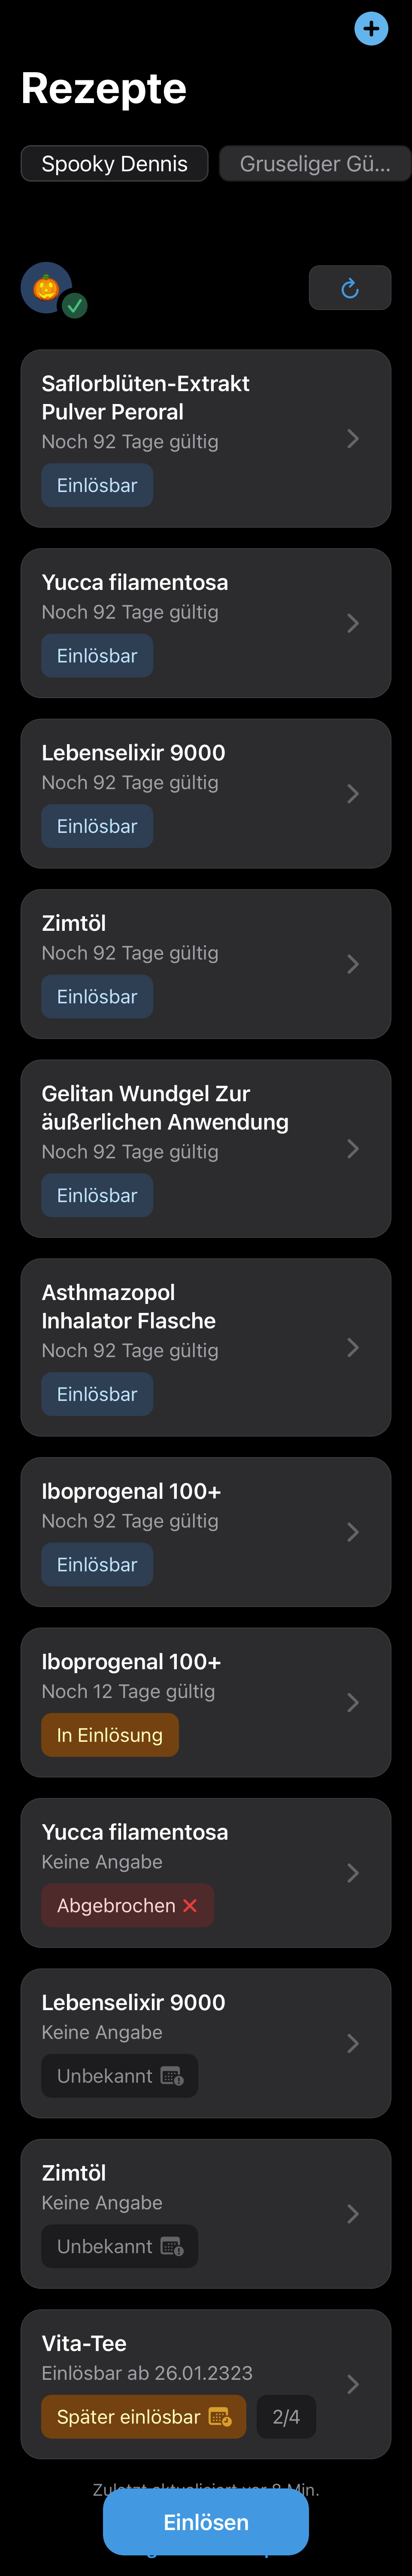 Rezepte
Spooky Dennis
Gruseliger Gü...
Saflorblüten-Extrakt
Pulver Peroral
Noch 92 Tage gültig
Einlösbar
Yucca filamentosa
Noch 92 Tage gültig
Einlösbar
Lebenselixir 9000
Noch 92 Tage gültig
Einlösbar
Zimtöl
Noch 92 Tage gültig
Einlösbar
Gelitan Wundgel Zur
äußerlichen Anwendung
Noch 92 Tage gültig
Einlösbar
Asthmazopol
Inhalator Flasche
Noch 92 Tage gültig
Einlösbar
Iboprogenal 100+
Noch 92 Tage gültig
Einlösbar
Iboprogenal 100+
Noch 12 Tage gültig
In Einlösung
Yucca filamentosa
Keine Angabe
Abgebrochen
Lebenselixir 9000
Keine Angabe
Unbekannt
Zimtöl
Keine Angabe
Unbekannt
Vita-Tee
Einlösbar ab 26.01.2323
Später einlösbar
2/4
Zuletzt aktualisiert vor 8 Min.
Einlösen